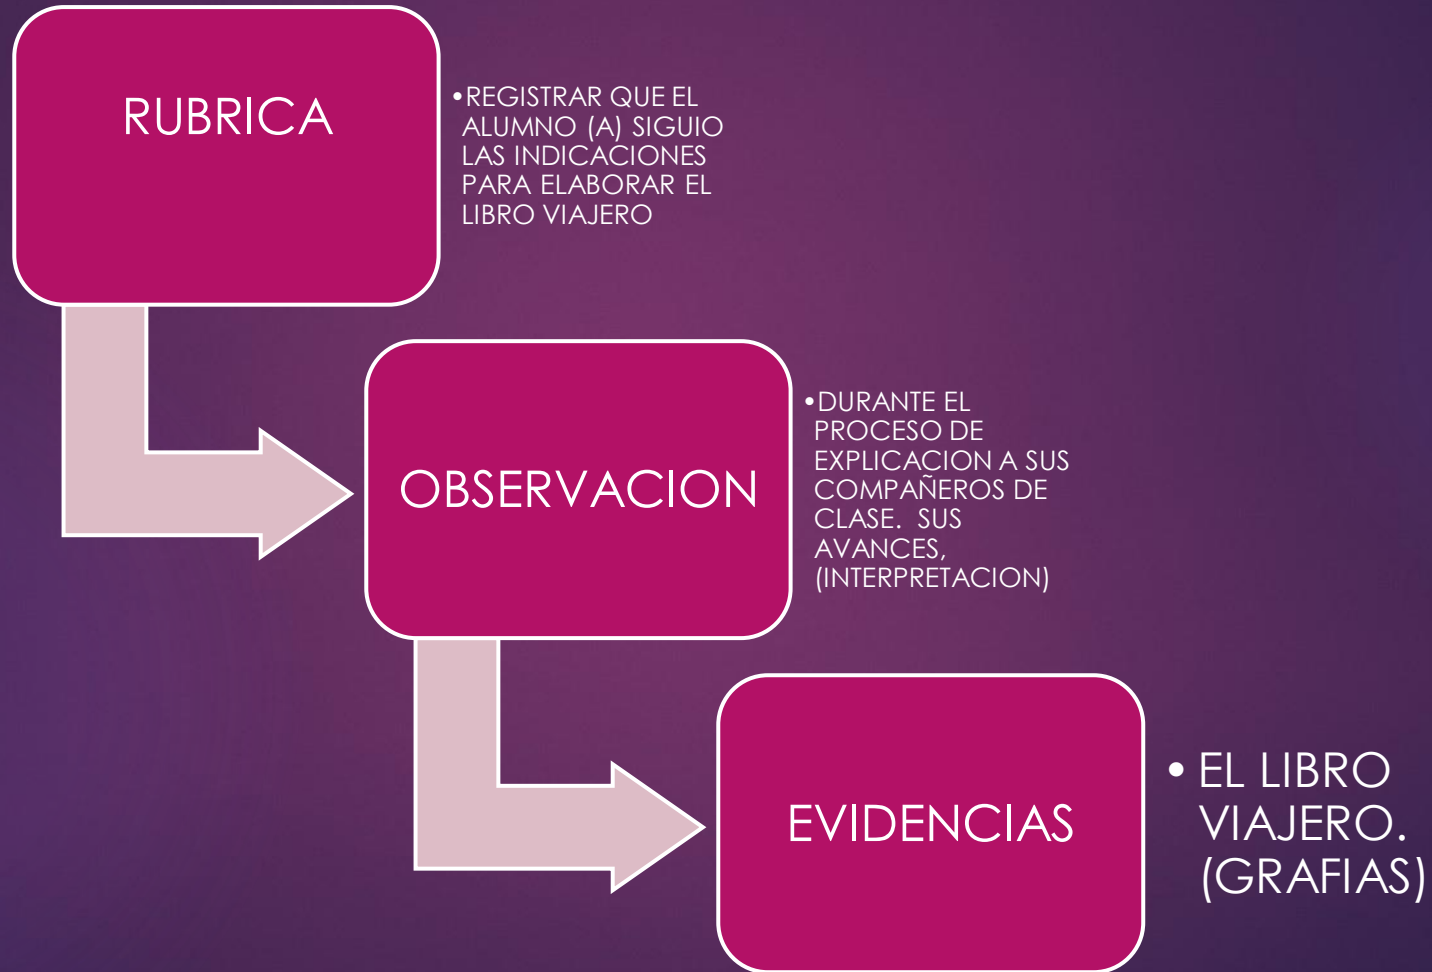 RUBRICA
•REGISTRAR QUE EL
ALUMNO (A) SIGUIO
LAS INDICACIONES
PARA ELABORAR EL
LIBRO VIAJERO
OBSERVACION
•DURANTE EL
PROCESO DE
EXPLICACION A SUS
COMPAÑEROS DE
CLASE. SUS
AVANCES,
(INTERPRETACION)
EVIDENCIAS
• EL LIBRO
VIAJERO.
(GRAFIAS)